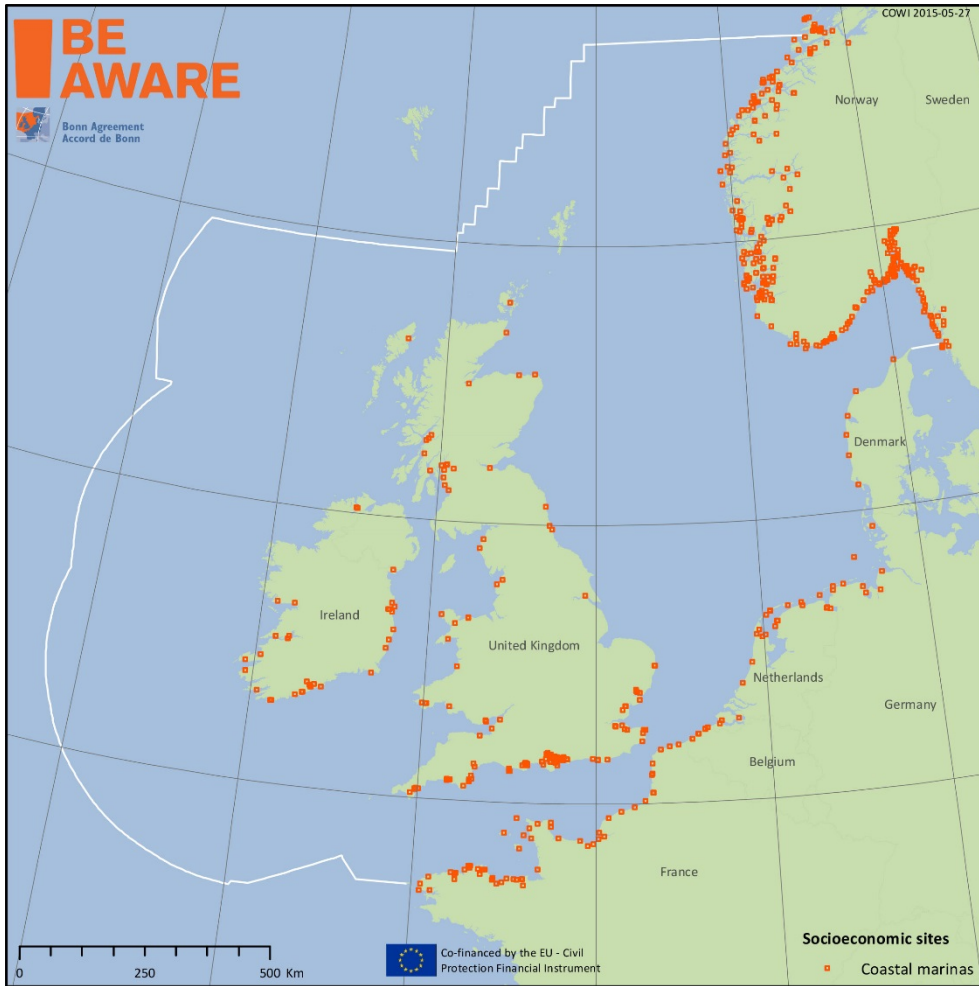 COWI 2015-05-27
BE
AWARE
Bonn Agreement
Accord de Bonn
Norway
Sweden
Denmark
Ireland
United Kingdom
Netherlands
Germany
Belgium
France
0 250 500 Km
Co-financed by the EU - Civil
Protection Financial Instrument
Socioeconomic sites
Coastal marinas